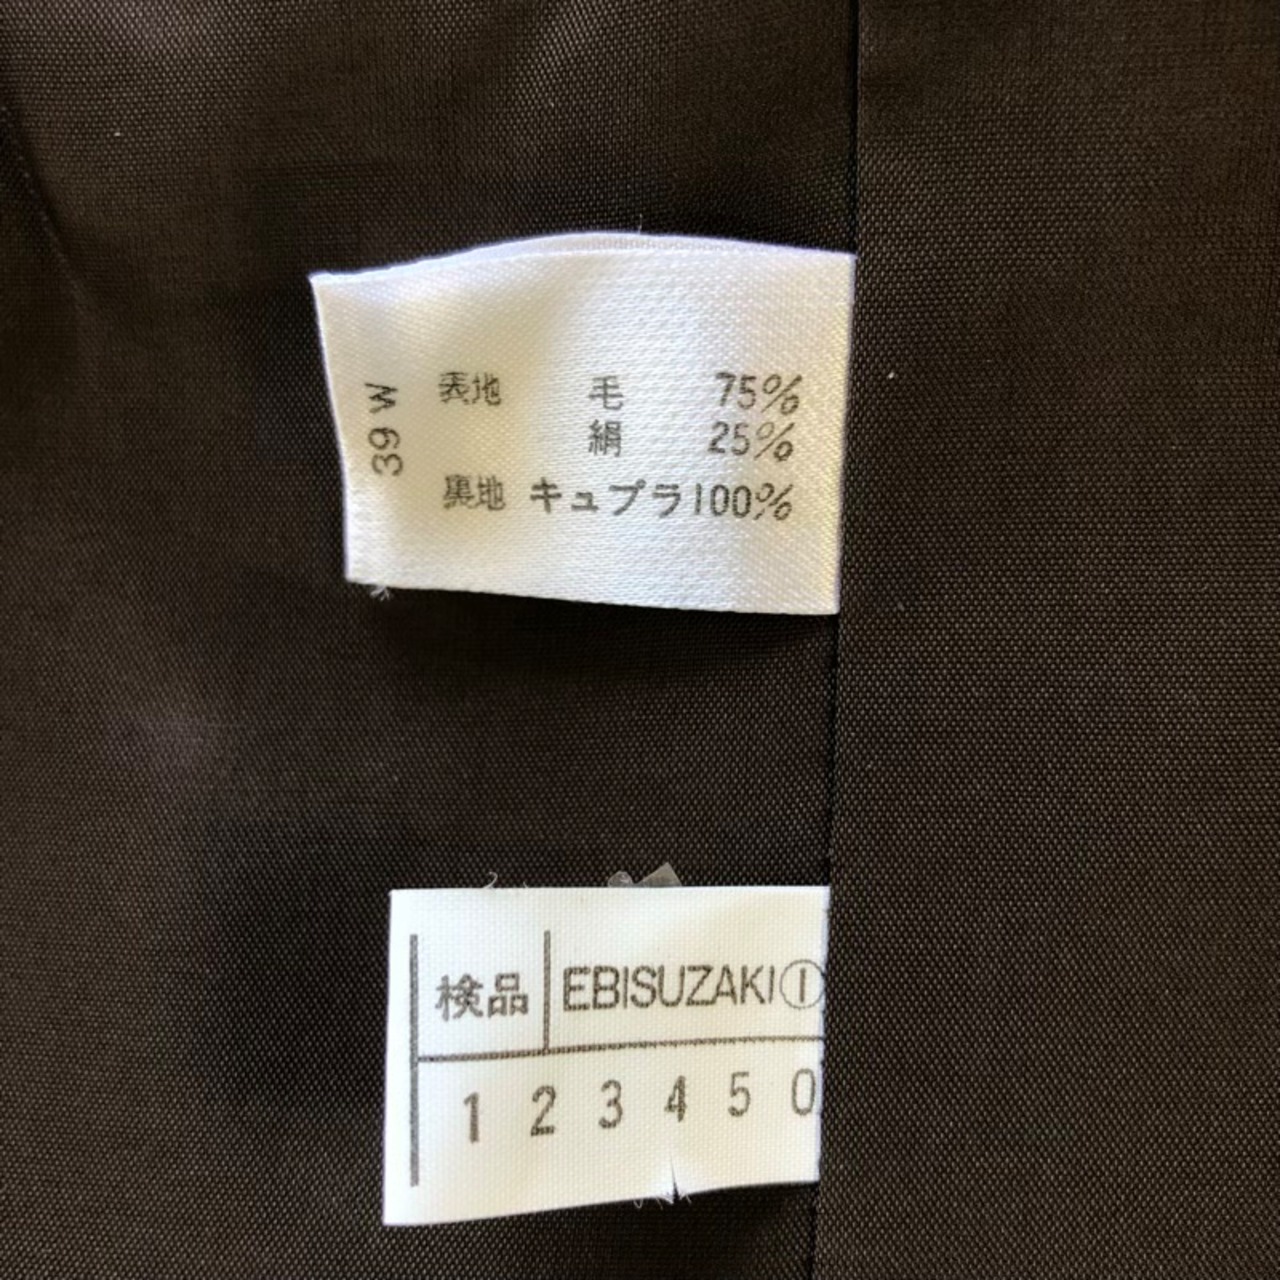 39 W
表地 毛 75%
絹 25%
裏地 キュプラ100%
検品 EBISUZAKI①
1 2 3 4 5 0